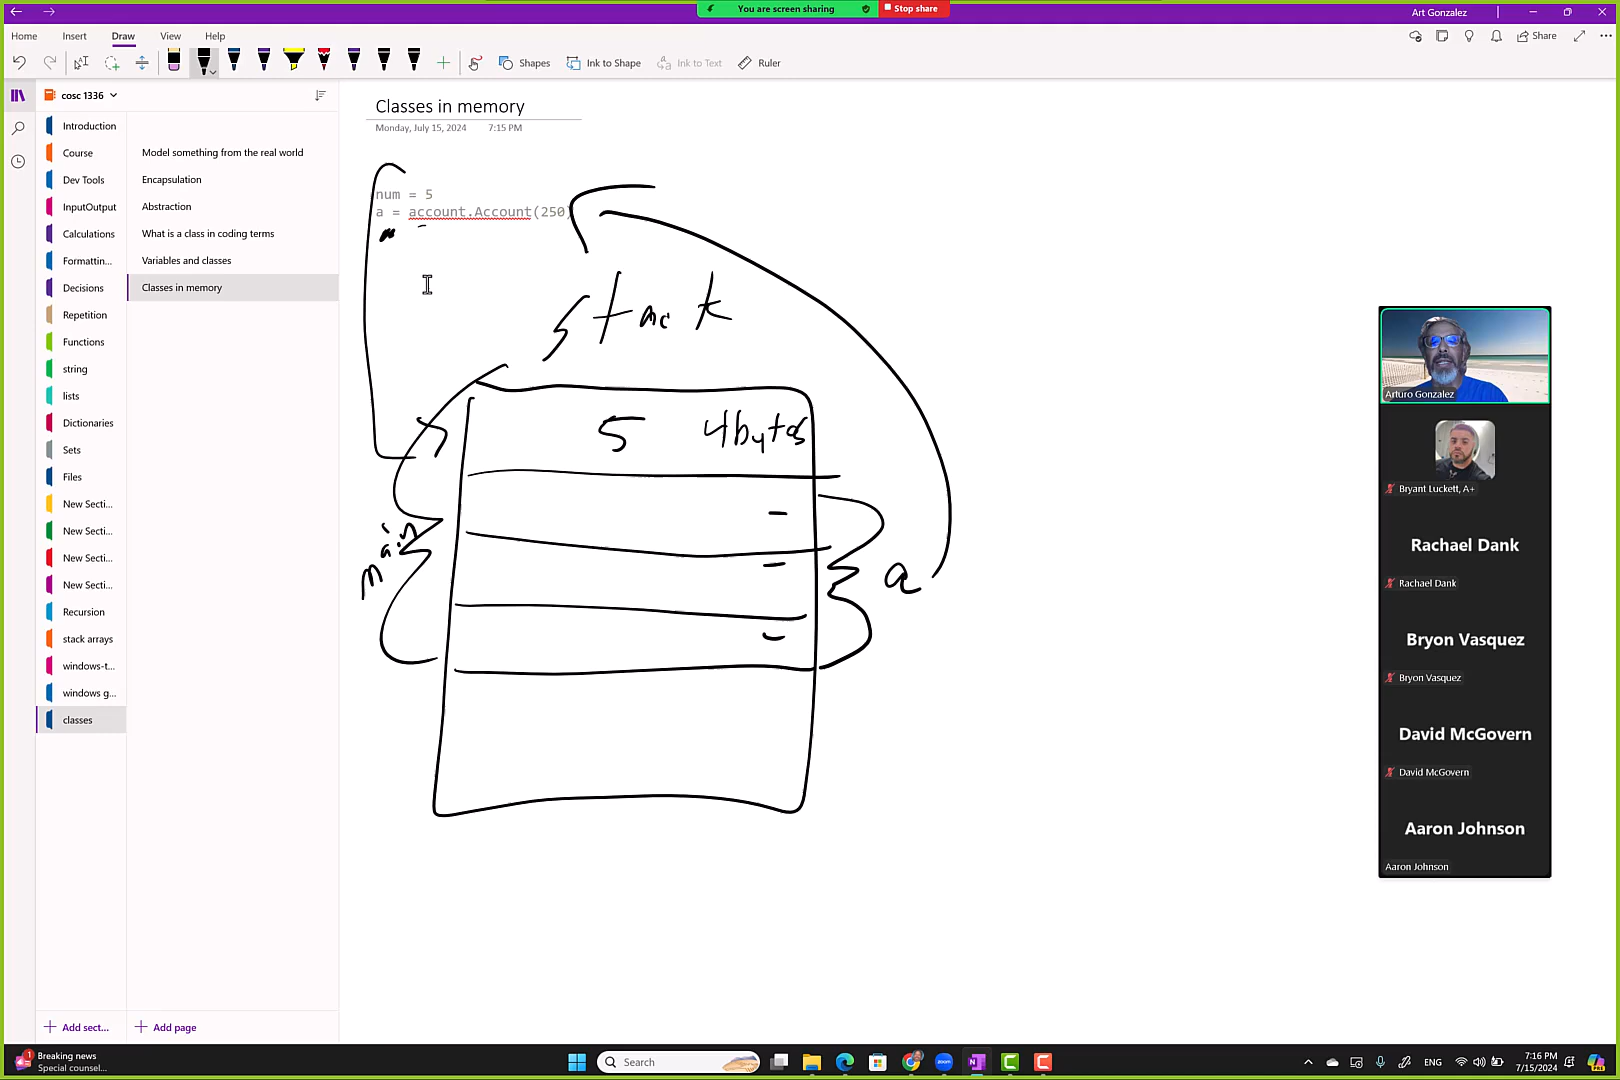 You are screen sharing
Stop share
Art Gonzalez
Home Insert Draw View Help
Share
Shapes Ink to Shape Ink to Text Ruler
cosc 1336
Introduction
Course
Dev Tools
InputOutput
Calculations
Formattin...
Decisions
Repetition
Functions
string
lists
Dictionaries
Sets
Files
New Secti...
New Secti...
New Secti...
New Secti...
Recursion
stack arrays
windows-t...
windows g...
classes
Add sect...
Model something from the real world
Encapsulation
Abstraction
What is a class in coding terms
Variables and classes
Classes in memory
Add page
Classes in memory
Monday, July 15, 2024 7:15 PM
num = 5
a = account.Account(250)
stack
5 4bytes
main
a
Arturo Gonzalez
Bryant Luckett, A+
Rachael Dank
Rachael Dank
Bryon Vasquez
Bryon Vasquez
David McGovern
David McGovern
Aaron Johnson
Aaron Johnson
1
Breaking news
Special counsel...
Search
zoom
ENG
7:16 PM
7/15/2024